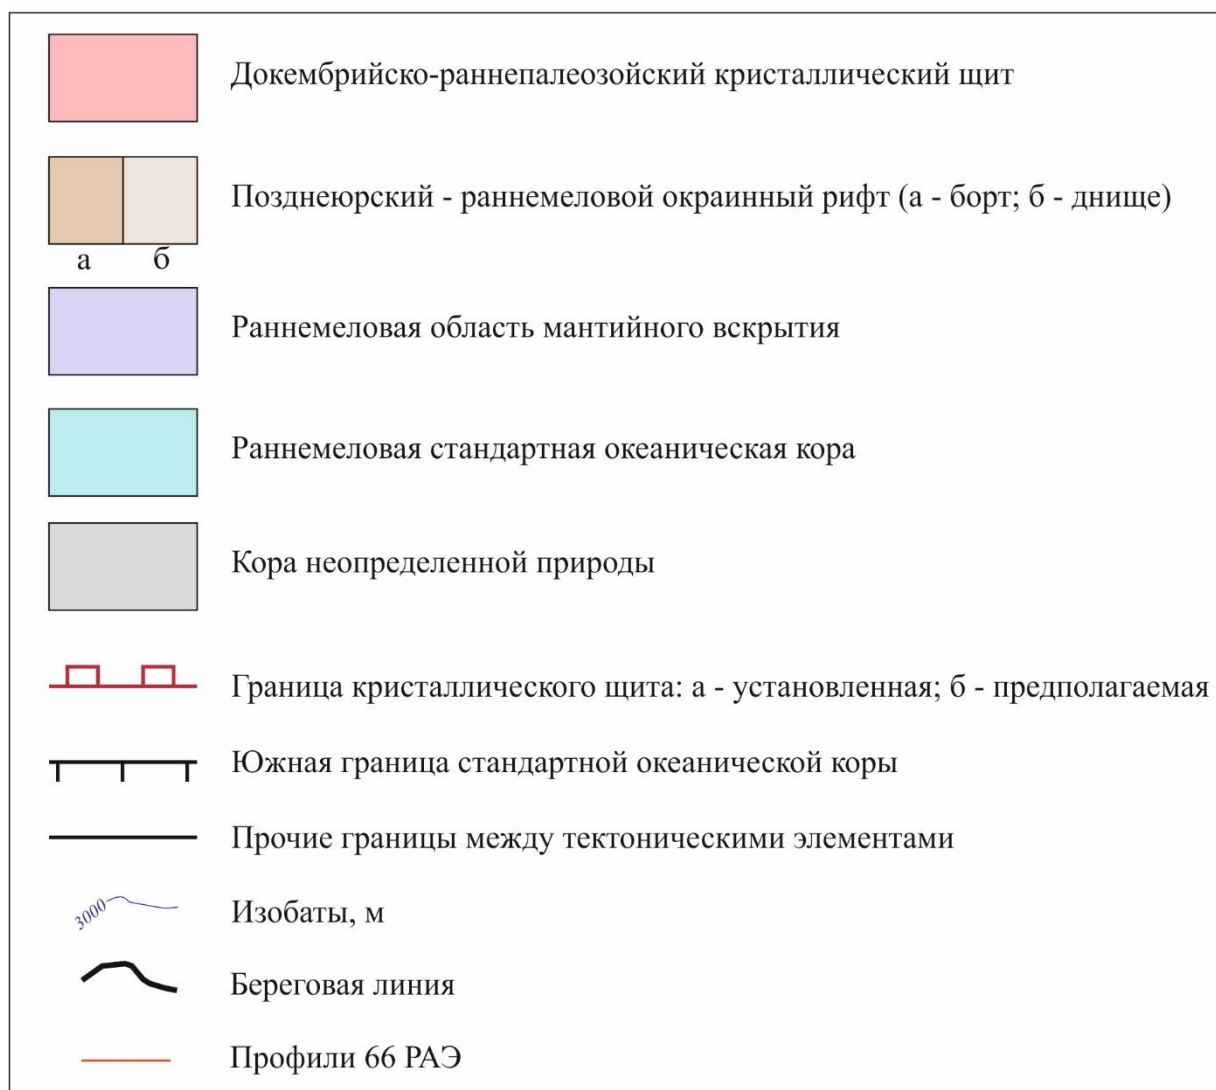 Докембрийско-раннепалеозойский кристаллический щит
Позднеюрский - раннемеловой окраинный рифт (а - борт; б - днище)
а б
Раннемеловая область мантийного вскрытия
Раннемеловая стандартная океаническая кора
Кора неопределенной природы
Граница кристаллического щита: а - установленная; б - предполагаемая
Южная граница стандартной океанической коры
Прочие границы между тектоническими элементами
3000
Изобаты, м
Береговая линия
Профили 66 РАЭ